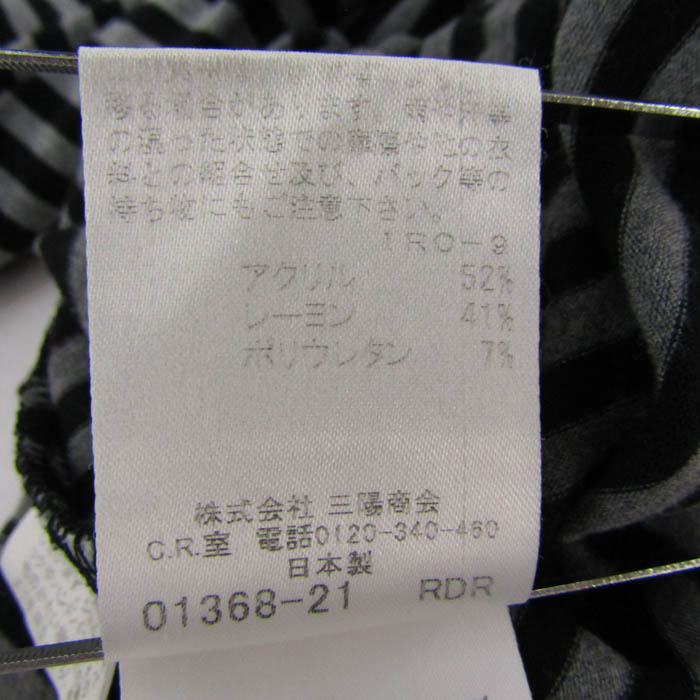 移る場合があります。特に汗等
の湿った状態での摩擦や他の衣
料との組合せ及び、バック等の
持ち物にもご注意下さい。
IRO-9
アクリル 52%
レーヨン 41%
ポリウレタン 7%
株式会社 三陽商会
C.R.室 電話0120-340-460
日本製
01368-21 RDR